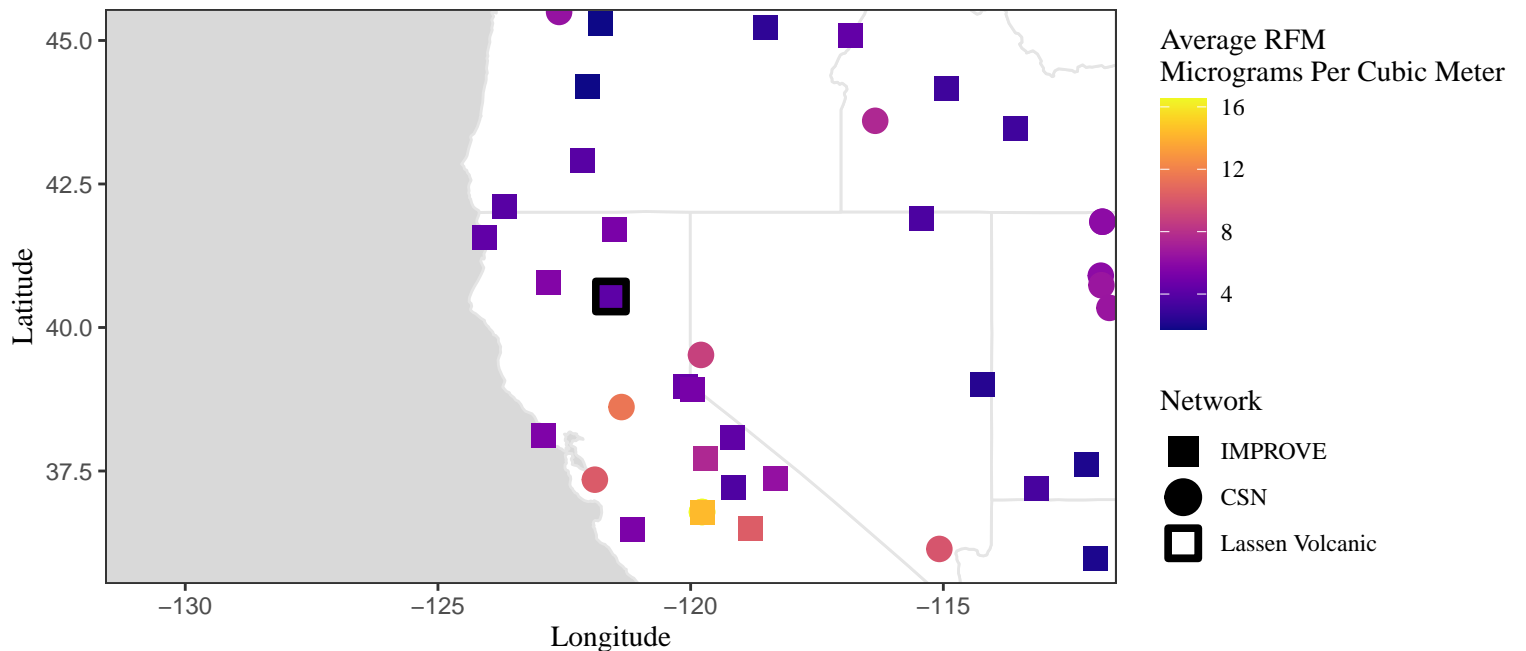 Latitude
45.0
42.5
40.0
37.5
−130
−125
−120
−115
Longitude
Average RFM
Micrograms Per Cubic Meter
16
12
8
4
Network
IMPROVE
CSN
Lassen Volcanic